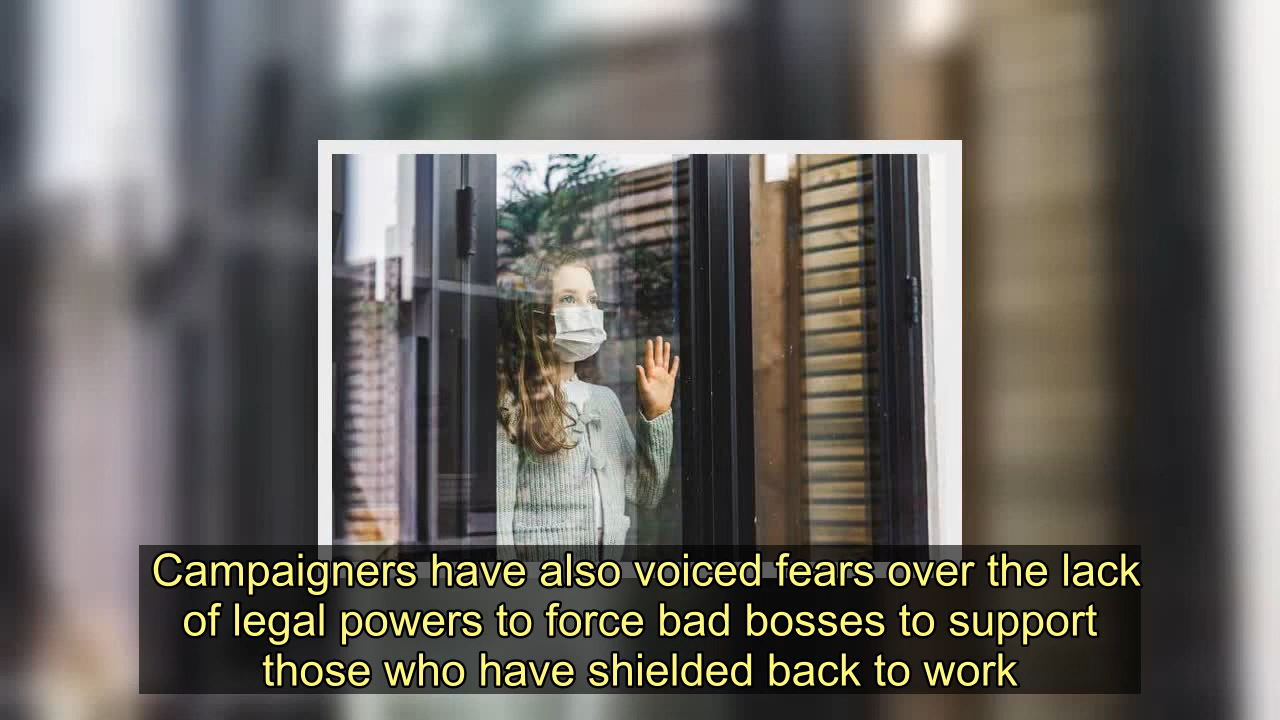 Campaigners have also voiced fears over the lack
of legal powers to force bad bosses to support
those who have shielded back to work